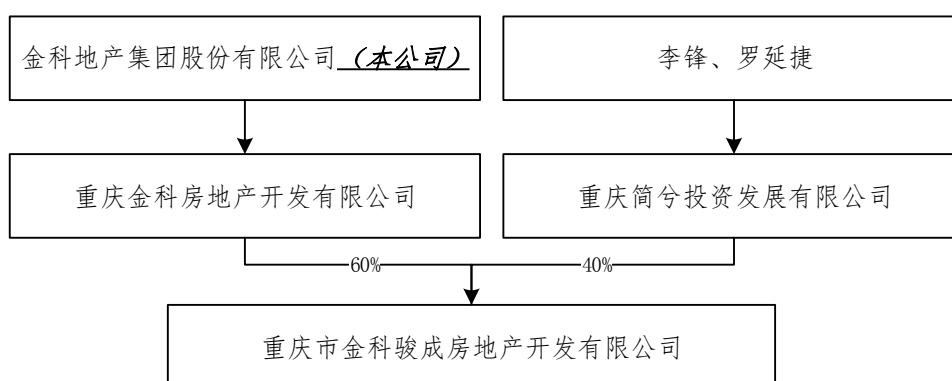 金科地产集团股份有限公司（本公司）
李锋、罗延捷
重庆金科房地产开发有限公司
重庆简兮投资发展有限公司
60%
40%
重庆市金科骏成房地产开发有限公司